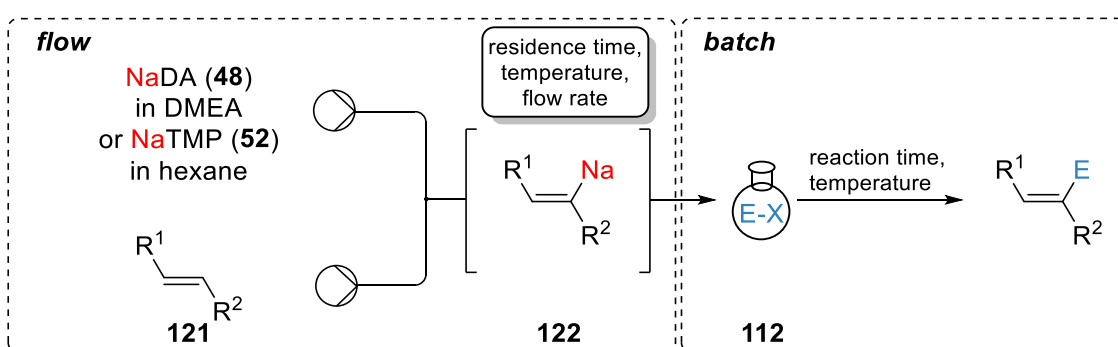 flow
NaDA (48)
in DMEA
or NaTMP (52)
in hexane
R1
R2
121
residence time,
temperature,
flow rate
R1
Na
R2
122
batch
E-X
112
reaction time,
temperature
R1
E
R2